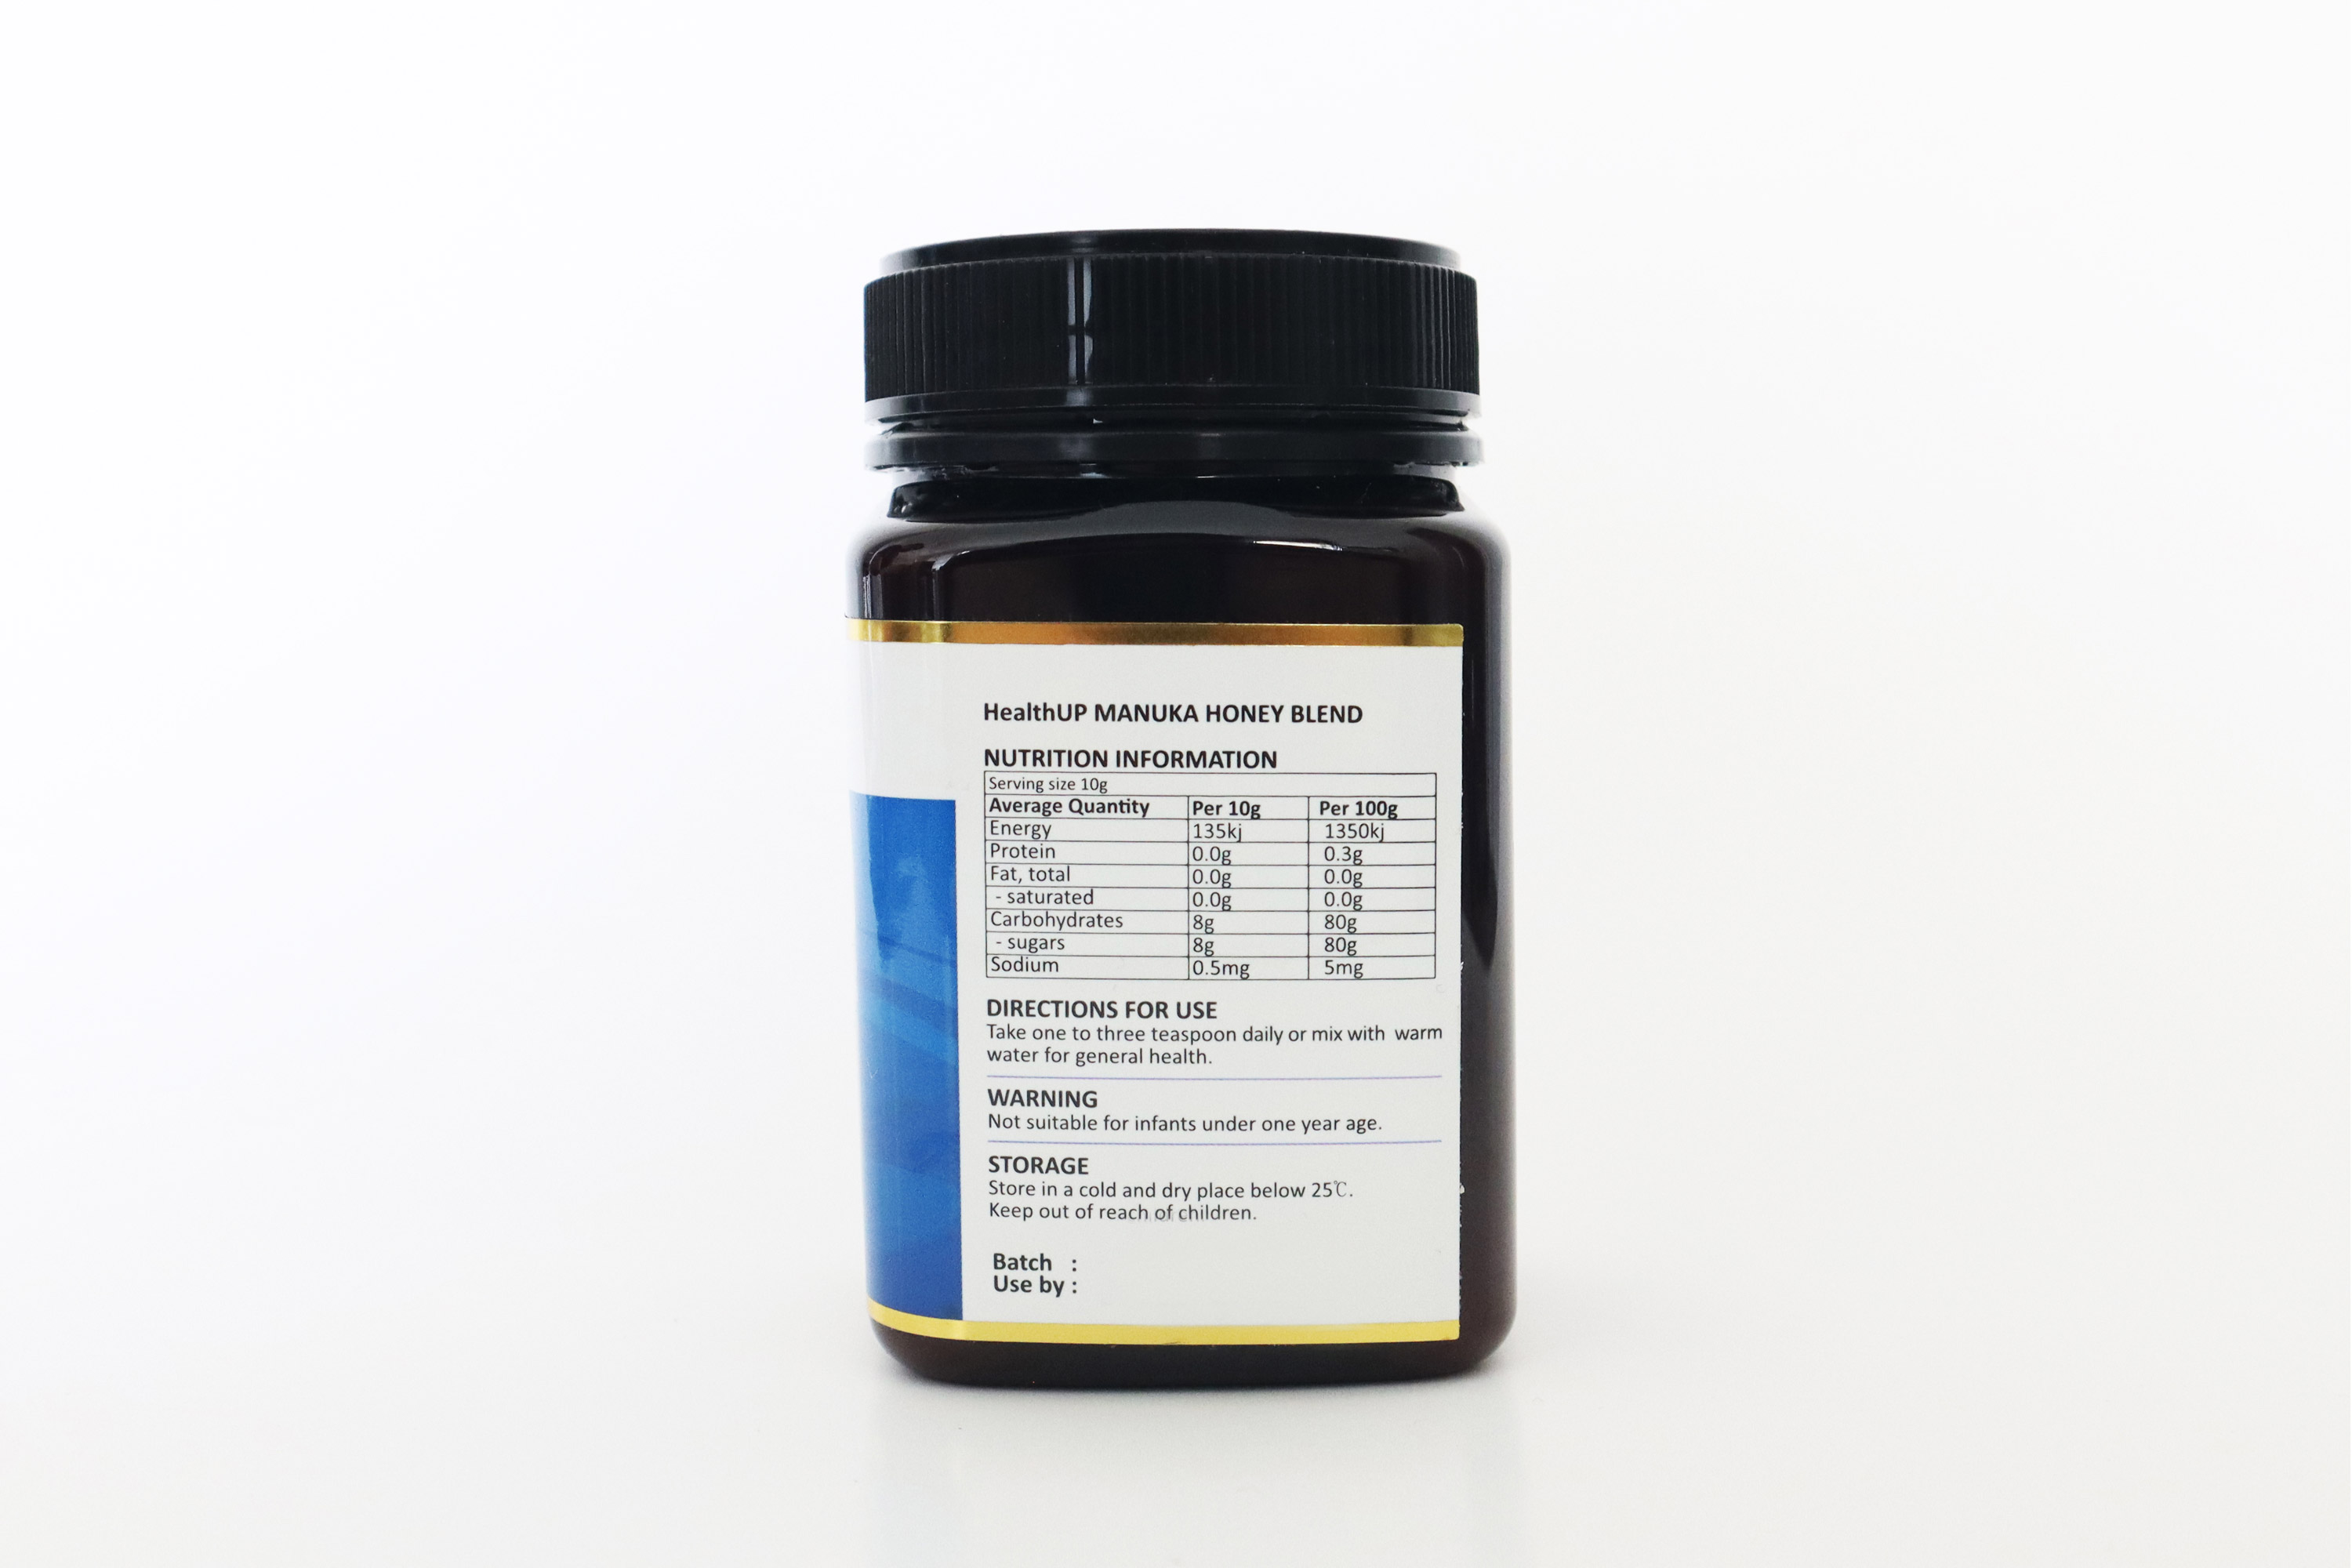 HealthUP MANUKA HONEY BLEND
NUTRITION INFORMATION
Serving size 10g
Average Quantity Per 10g Per 100g
Energy 135kj 1350kj
Protein 0.0g 0.3g
Fat, total 0.0g 0.0g
- saturated 0.0g 0.0g
Carbohydrates 8g 80g
- sugars 8g 80g
Sodium 0.5mg 5mg
DIRECTIONS FOR USE
Take one to three teaspoon daily or mix with warm
water for general health.
WARNING
Not suitable for infants under one year age.
STORAGE
Store in a cold and dry place below 25℃.
Keep out of reach of children.
Batch :
Use by :